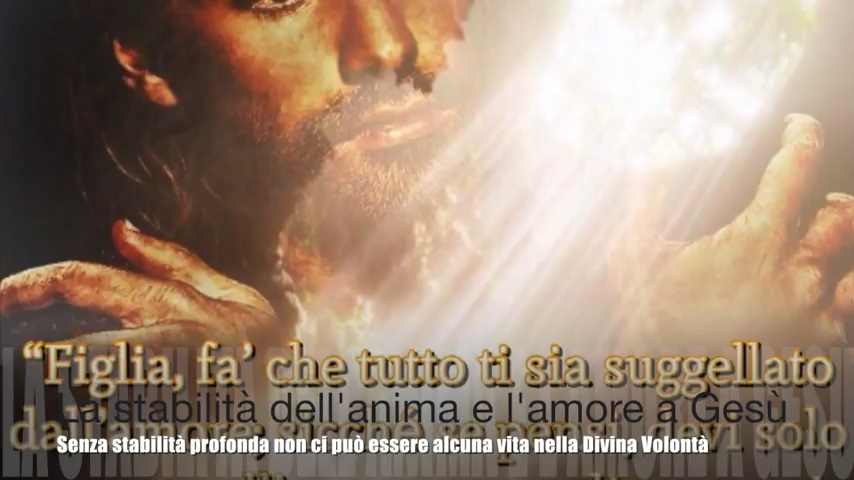 “Figlia, fa’ che tutto ti sia suggellato
La stabilità dell'anima e l'amore a Gesù
dall'amore; sicché se pensi, devi solo
Senza stabilità profonda non ci può essere alcuna vita nella Divina Volontà